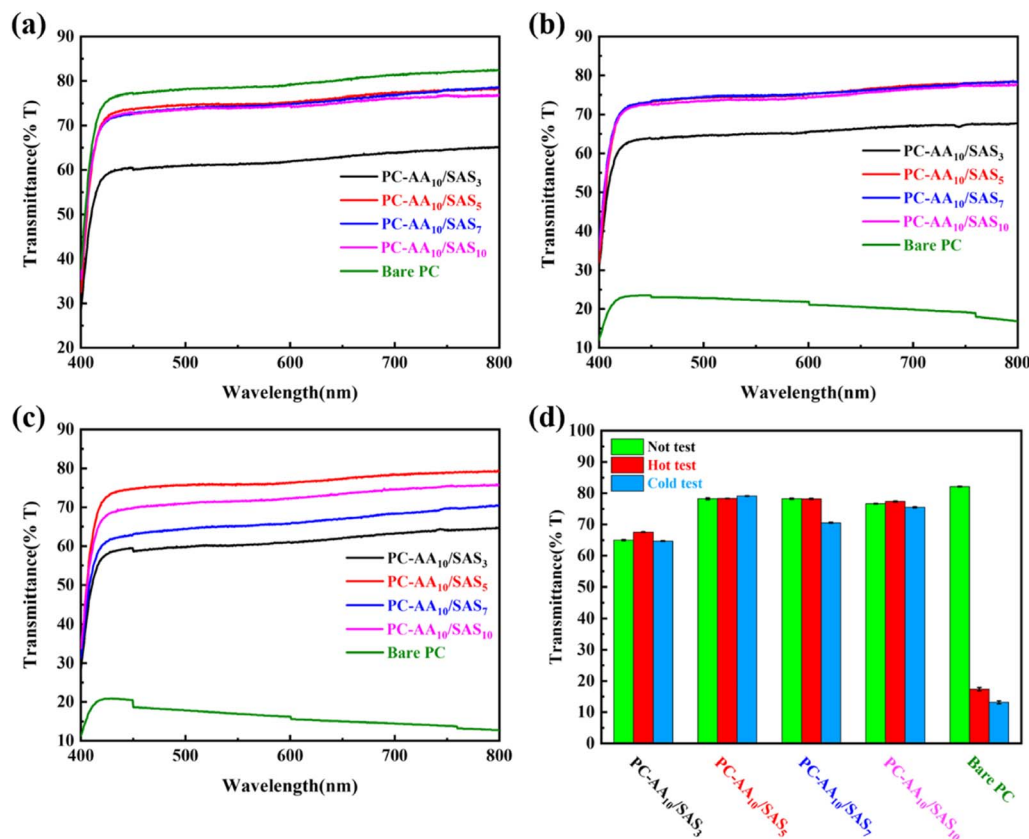 (a)
90
80
70
60
50
40
30
20
400 500 600 700 800
Transmittance(% T)
Wavelength(nm)
PC-AA10/SAS3
PC-AA10/SAS5
PC-AA10/SAS7
PC-AA10/SAS10
Bare PC
(b)
90
80
70
60
50
40
30
20
10
400 500 600 700 800
Transmittance(% T)
Wavelength(nm)
PC-AA10/SAS3
PC-AA10/SAS5
PC-AA10/SAS7
PC-AA10/SAS10
Bare PC
(c)
90
80
70
60
50
40
30
20
10
400 500 600 700 800
Transmittance(% T)
Wavelength(nm)
PC-AA10/SAS3
PC-AA10/SAS5
PC-AA10/SAS7
PC-AA10/SAS10
Bare PC
(d)
100
90
80
70
60
50
40
30
20
10
0
Transmittance(% T)
Not test
Hot test
Cold test
PC-AA10/SAS3
PC-AA10/SAS5
PC-AA10/SAS7
PC-AA10/SAS10
Bare PC